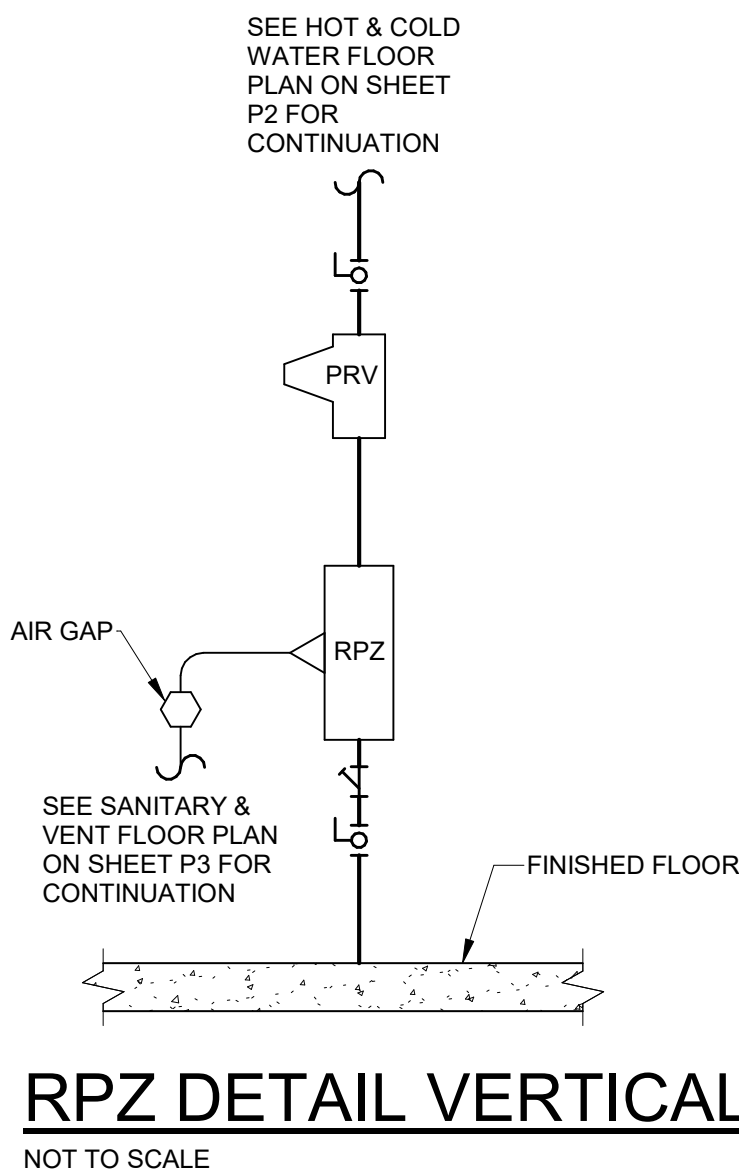 SEE HOT & COLD
WATER FLOOR
PLAN ON SHEET
P2 FOR
CONTINUATION
PRV
AIR GAP
RPZ
SEE SANITARY &
VENT FLOOR PLAN
ON SHEET P3 FOR
CONTINUATION
FINISHED FLOOR
RPZ DETAIL VERTICAL
NOT TO SCALE